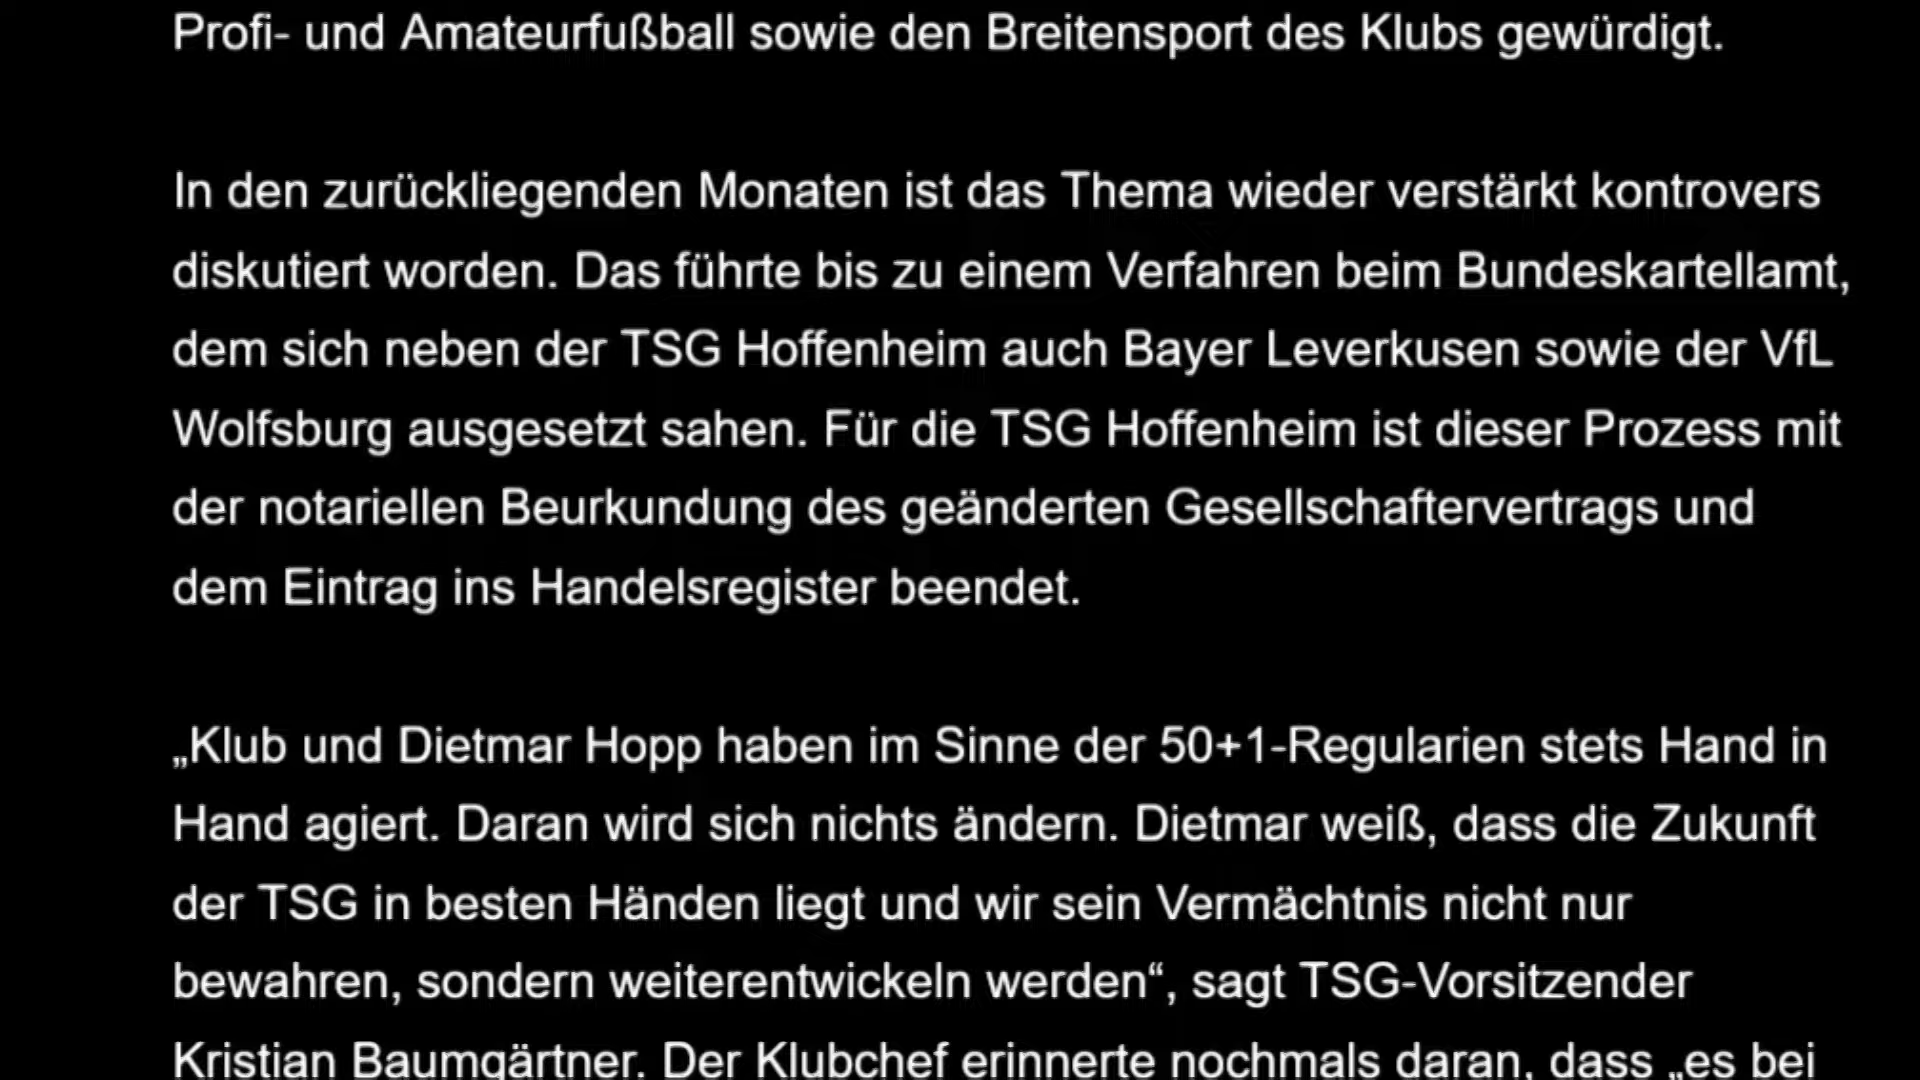 Profi- und Amateurfußball sowie den Breitensport des Klubs gewürdigt.
In den zurückliegenden Monaten ist das Thema wieder verstärkt kontrovers
diskutiert worden. Das führte bis zu einem Verfahren beim Bundeskartellamt,
dem sich neben der TSG Hoffenheim auch Bayer Leverkusen sowie der VfL
Wolfsburg ausgesetzt sahen. Für die TSG Hoffenheim ist dieser Prozess mit
der notariellen Beurkundung des geänderten Gesellschaftervertrags und
dem Eintrag ins Handelsregister beendet.
„Klub und Dietmar Hopp haben im Sinne der 50+1-Regularien stets Hand in
Hand agiert. Daran wird sich nichts ändern. Dietmar weiß, dass die Zukunft
der TSG in besten Händen liegt und wir sein Vermächtnis nicht nur
bewahren, sondern weiterentwickeln werden“, sagt TSG-Vorsitzender
Kristian Baumgärtner. Der Klubchef erinnerte nochmals daran, dass „es bei